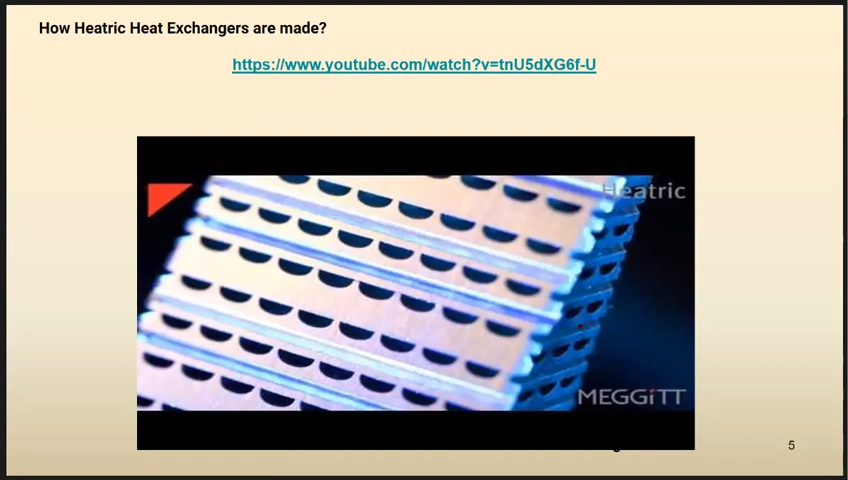 How Heatric Heat Exchangers are made?
https://www.youtube.com/watch?v=tnU5dXG6f-U
Heatric
MEGGiTT
5